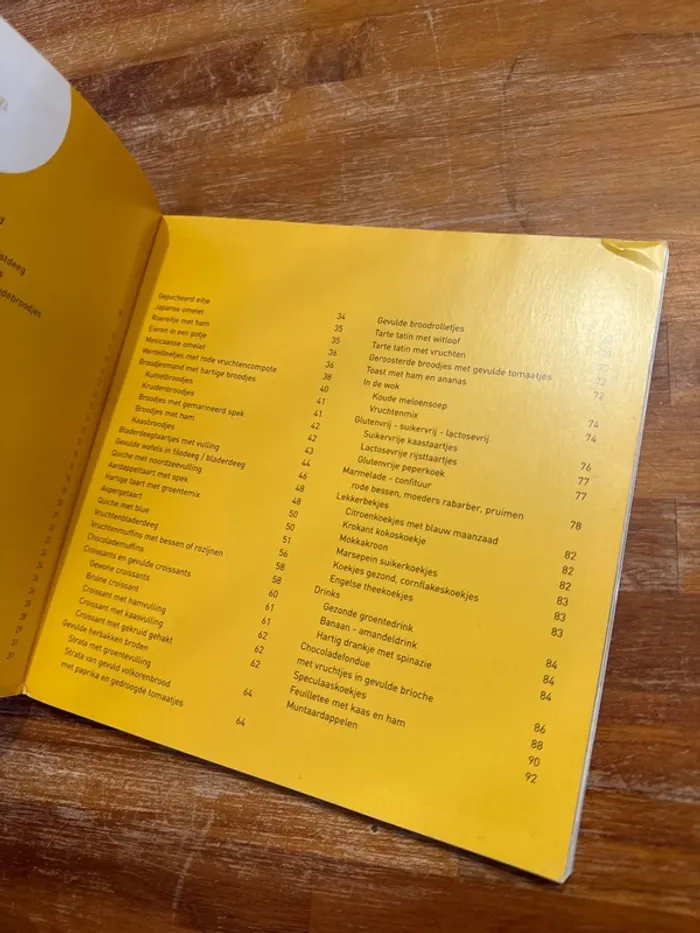 stdeeg
edebroodjes
Gepocheerd eitje 34
Japanse omelet 35
Roereitje met ham 35
Eieren in een potje 36
Mexicaanse omelet 36
Wentelteefjes met rode vruchtencompote 38
Broodjesmand met hartige broodjes 40
Kumelbroodjes 41
Kruidenbroodjes 41
Broodjes met gemarineerd spek 42
Broodjes met ham 42
Kaasbroodjes 43
Bladerdeegtaartjes met vulling 44
Gevulde wafels in filodeeg / bladerdeeg 46
Quiche met noordzeevulling 48
Aardappeltaart met spek 48
Hartige taart met groentemix 50
Aspergetaart 50
Quiche met blue 51
Vruchtenbladerdeeg 56
Vruchtenmuffins met bessen of rozijnen 58
Chocolademuffins 58
Croissants en gevulde croissants 60
Gewone croissants 61
Bruine croissant 61
Croissant met hamvulling 62
Croissant met kaasvulling 62
Croissant met gekruid gehakt 62
Gevulde herbakken broden
Strata met groentevulling 64
Strata van gevuld volkorenbrood
met paprika en gedroogde tomaatjes 64
Gevulde broodrolletjes
Tarte tatin met witloof 70
Tarte tatin met vruchten
Geroosterde broodjes met gevulde tomaatjes 72
Toast met ham en ananas 72
In de wok
Koude meloensoep 74
Vruchtenmix 74
Glutenvrij - suikervrij - lactosevrij
Suikervrije kaastaartjes 76
Lactosevrije rijsttaartjes 77
Glutenvrije peperkoek 77
Marmelade - confituur
rode bessen, moeders rabarber, pruimen 78
Lekkerbekjes
Citroenkoekjes met blauw maanzaad 82
Krokant kokoskoekje 82
Mokkakroon 82
Marsepein suikerkoekjes 83
Koekjes gezond, cornflakeskoekjes 83
Engelse theekoekjes 83
Drinks
Gezonde groentedrink 84
Banaan - amandeldrink 84
Hartig drankje met spinazie 84
Chocoladefondue
met vruchtjes in gevulde brioche 86
Speculaaskoekjes 88
Feuilletee met kaas en ham 90
Muntaardappelen 92